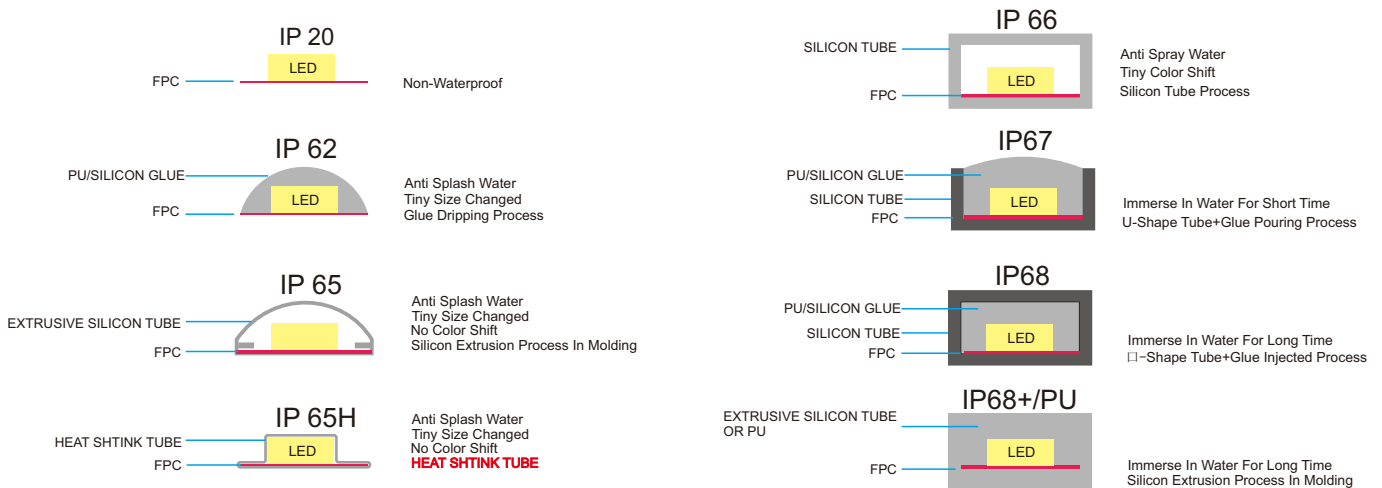 IP 20
LED
FPC
Non-Waterproof
IP 62
PU/SILICON GLUE
LED
FPC
Anti Splash Water
Tiny Size Changed
Glue Dripping Process
IP 65
EXTRUSIVE SILICON TUBE
FPC
Anti Splash Water
Tiny Size Changed
No Color Shift
Silicon Extrusion Process In Molding
IP 65H
HEAT SHTINK TUBE
LED
FPC
Anti Splash Water
Tiny Size Changed
No Color Shift
HEAT SHTINK TUBE
IP 66
SILICON TUBE
LED
FPC
Anti Spray Water
Tiny Color Shift
Silicon Tube Process
IP67
PU/SILICON GLUE
SILICON TUBE
LED
FPC
Immerse In Water For Short Time
U-Shape Tube+Glue Pouring Process
IP68
PU/SILICON GLUE
SILICON TUBE
LED
FPC
Immerse In Water For Long Time
口-Shape Tube+Glue Injected Process
IP68+/PU
EXTRUSIVE SILICON TUBE
OR PU
LED
FPC
Immerse In Water For Long Time
Silicon Extrusion Process In Molding